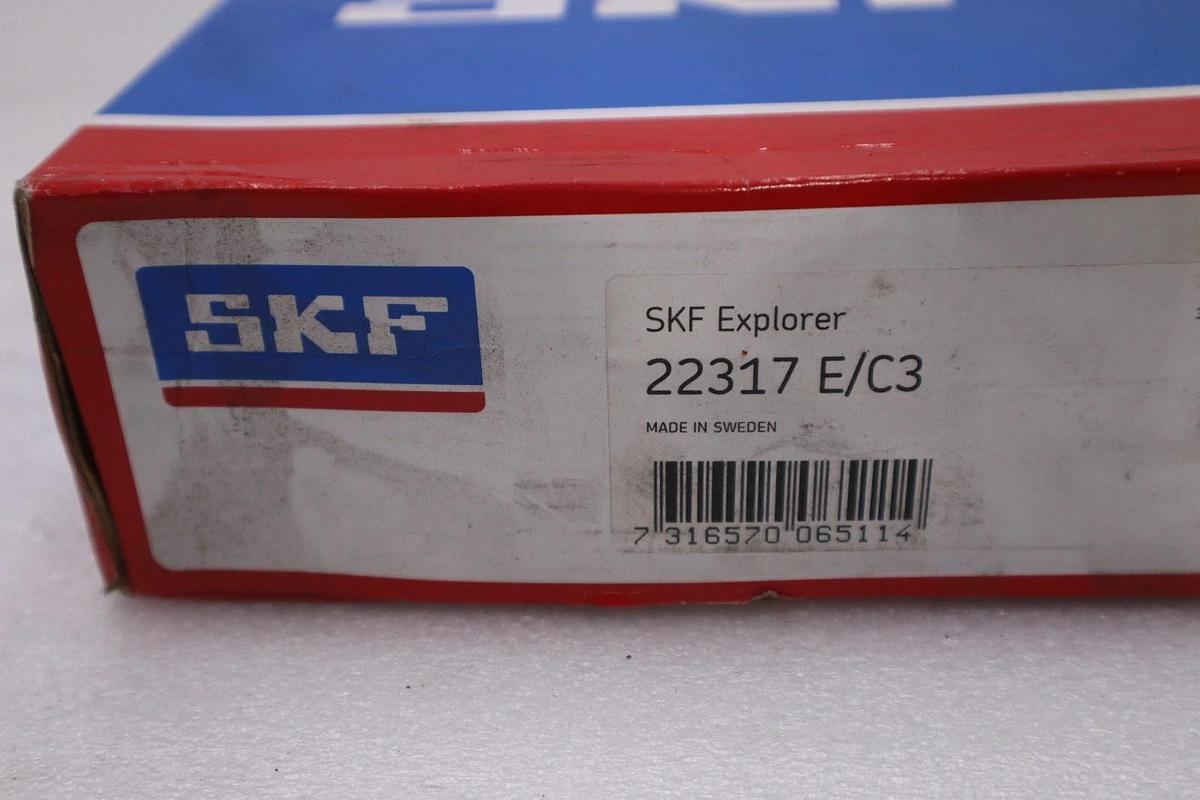 SKF
SKF Explorer
22317 E/C3
MADE IN SWEDEN
7 316570 065114